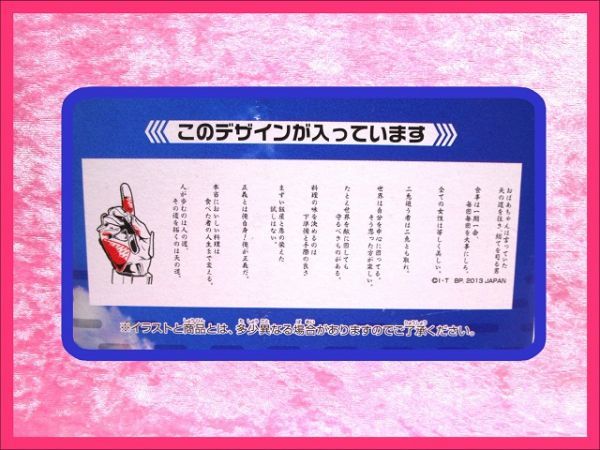 このデザインが入っています
おばあちゃんは言っていた
天の道を往き、総てを司る男
食事は一期一会、
毎回毎回を大事にしろ。
全ての女性は等しく美しい。
二兎追う者は二兎とも取れ。
世界は自分を中心に回ってる。
そう思った方が楽しい。
たとえ世界を敵に回しても
守るべきものがある。
料理の味を決めるのは
下準備と手際の良さ
まずい飯屋と悪の栄えた
試しはない。
正義とは俺自身！俺が正義だ。
本当においしい料理は
食べた者の人生まで変える。
人が歩むのは人の道、
その道を拓くのは天の道。
©I・T BP, 2013 JAPAN
※イラストと商品とは、多少異なる場合がありますのでご了承ください。